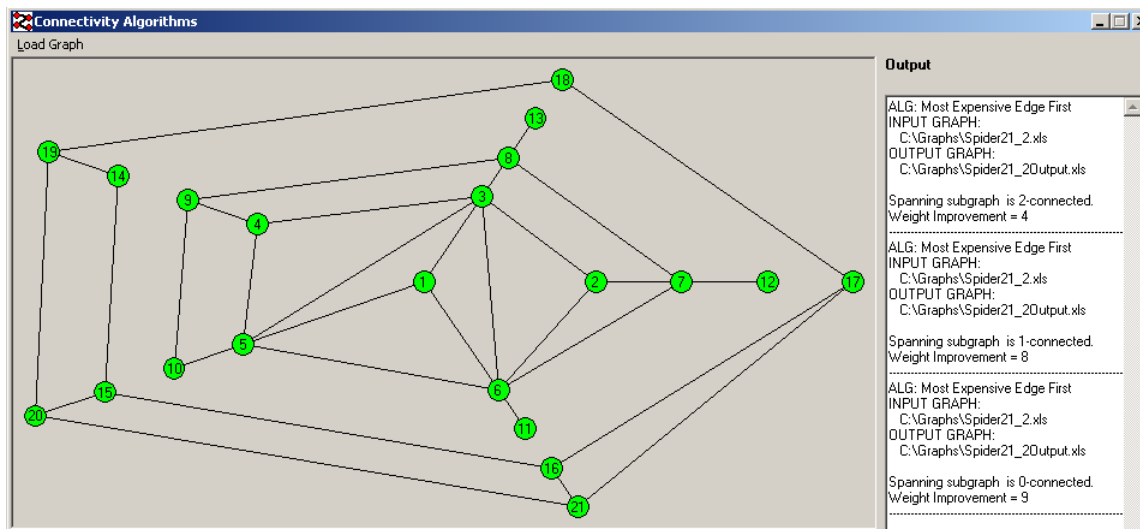 Connectivity Algorithms
Load Graph
Output
18
13
8
19
14
9
3
4
1
2
7
12
17
5
10
6
15
20
11
16
21
ALG: Most Expensive Edge First
INPUT GRAPH:
C:\Graphs\Spider21_2.xls
OUTPUT GRAPH:
C:\Graphs\Spider21_2Output.xls
Spanning subgraph is 2-connected.
Weight Improvement = 4
ALG: Most Expensive Edge First
INPUT GRAPH:
C:\Graphs\Spider21_2.xls
OUTPUT GRAPH:
C:\Graphs\Spider21_2Output.xls
Spanning subgraph is 1-connected.
Weight Improvement = 8
ALG: Most Expensive Edge First
INPUT GRAPH:
C:\Graphs\Spider21_2.xls
OUTPUT GRAPH:
C:\Graphs\Spider21_2Output.xls
Spanning subgraph is 0-connected.
Weight Improvement = 9